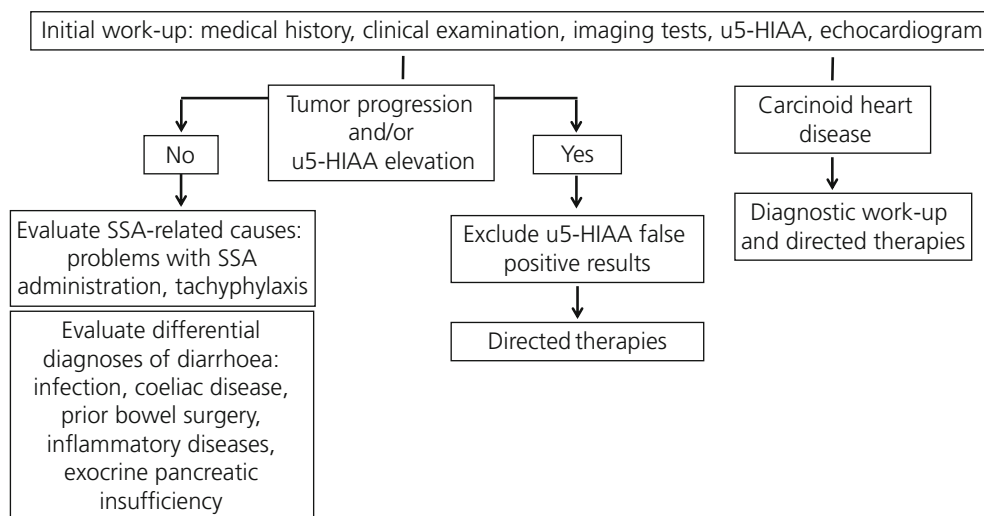 Initial work-up: medical history, clinical examination, imaging tests, u5-HIAA, echocardiogram
Tumor progression
and/or
u5-HIAA elevation
No
Yes
Carcinoid heart
disease
Evaluate SSA-related causes:
problems with SSA
administration, tachyphylaxis
Exclude u5-HIAA false
positive results
Diagnostic work-up
and directed therapies
Evaluate differential
diagnoses of diarrhoea:
infection, coeliac disease,
prior bowel surgery,
inflammatory diseases,
exocrine pancreatic
insufficiency
Directed therapies